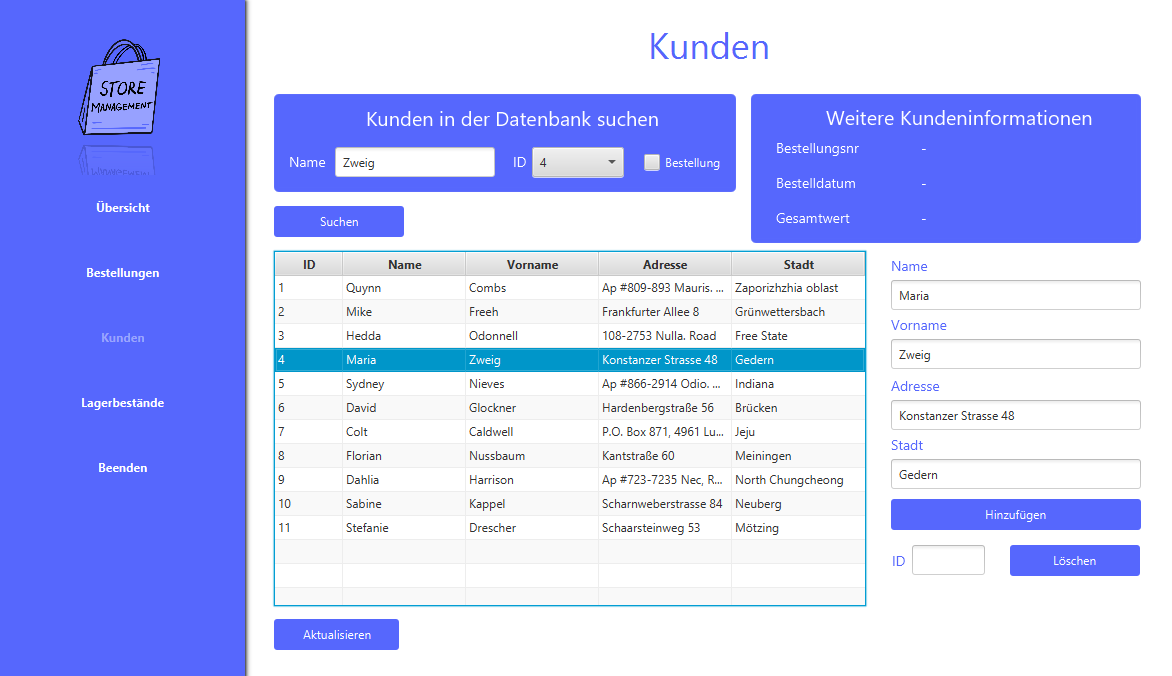 STORE
MANAGEMENT
Übersicht
Bestellungen
Kunden
Lagerbestände
Beenden
Kunden
Kunden in der Datenbank suchen
Name Zweig ID 4 Bestellung
Suchen
Weitere Kundeninformationen
Bestellungsnr -
Bestelldatum -
Gesamtwert -
ID Name Vorname Adresse Stadt
1 Quynn Combs Ap #809-893 Mauris. ... Zaporizhzhia oblast
2 Mike Freeh Frankfurter Allee 8 Grünwettersbach
3 Hedda Odonnell 108-2753 Nulla. Road Free State
4 Maria Zweig Konstanzer Strasse 48 Gedern
5 Sydney Nieves Ap #866-2914 Odio. ... Indiana
6 David Glockner Hardenbergstraße 56 Brücken
7 Colt Caldwell P.O. Box 871, 4961 Lu... Jeju
8 Florian Nussbaum Kantstraße 60 Meiningen
9 Dahlia Harrison Ap #723-7235 Nec, R... North Chungcheong
10 Sabine Kappel Scharnweberstrasse 84 Neuberg
11 Stefanie Drescher Schaarsteinweg 53 Mötzing
Aktualisieren
Name
Maria
Vorname
Zweig
Adresse
Konstanzer Strasse 48
Stadt
Gedern
Hinzufügen
ID Löschen